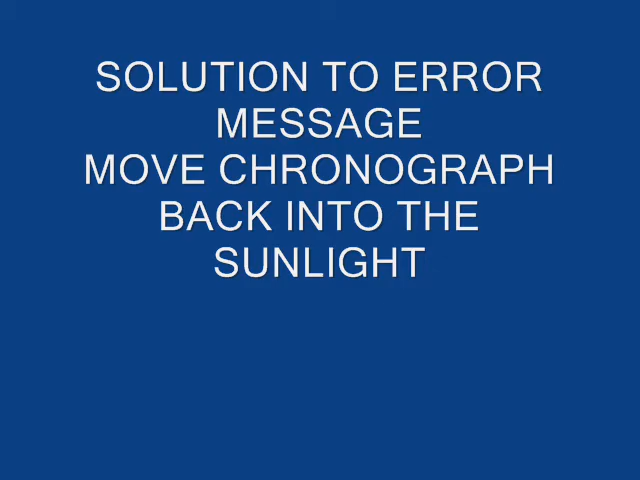 SOLUTION TO ERROR
MESSAGE
MOVE CHRONOGRAPH
BACK INTO THE
SUNLIGHT